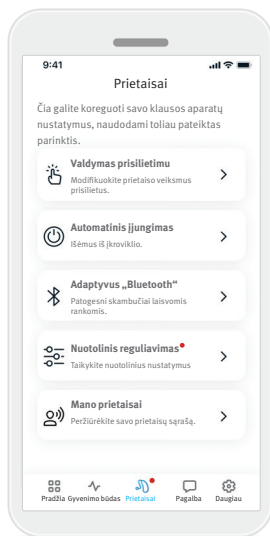 9:41
Prietaisai
Čia galite koreguoti savo klausos aparatų
nustatymus, naudodami toliau pateiktas
parinktis.
Valdymas prisilietimu
Modifikuokite prietaiso veiksmus
prisilietus.
Automatinis įjungimas
Išėmus iš įkroviklio.
Adaptyvus „Bluetooth“
Patogesni skambučiai laisvomis
rankomis.
Nuotolinis reguliavimas
Taikykite nuotolinius nustatymus
Mano prietaisai
Peržiūrėkite savo prietaisų sąrašą.
Pradžia Gyvenimo būdas Prietaisai Pagalba Daugiau